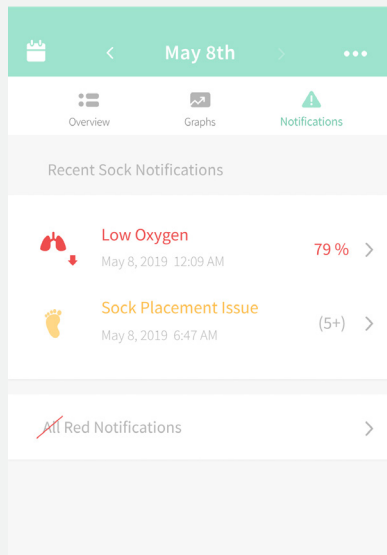 May 8th
Overview
Graphs
Notifications
Recent Sock Notifications
Low Oxygen
79 %
May 8, 2019 12:09 AM
Sock Placement Issue
(5+)
May 8, 2019 6:47 AM
All Red Notifications